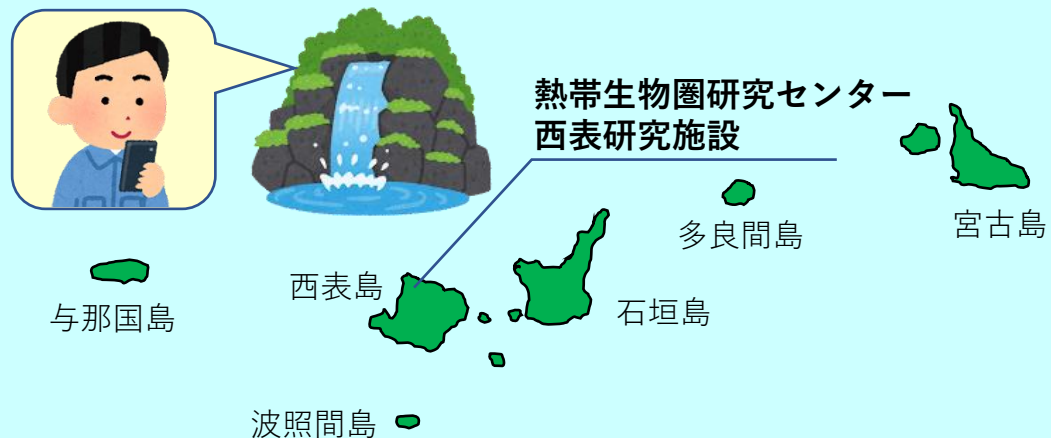 熱帯生物圏研究センター
西表研究施設
宮古島
多良間島
西表島
石垣島
与那国島
波照間島